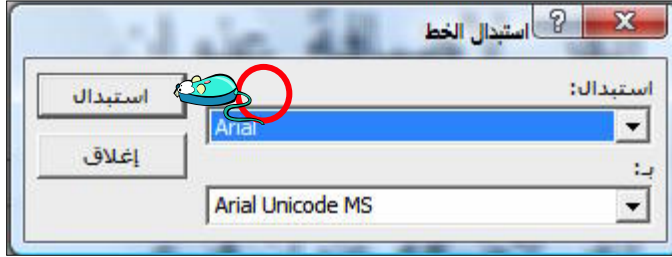 استبدال الخط
استبدال:
Arial
استبدال
بـ:
إغلاق
Arial Unicode MS